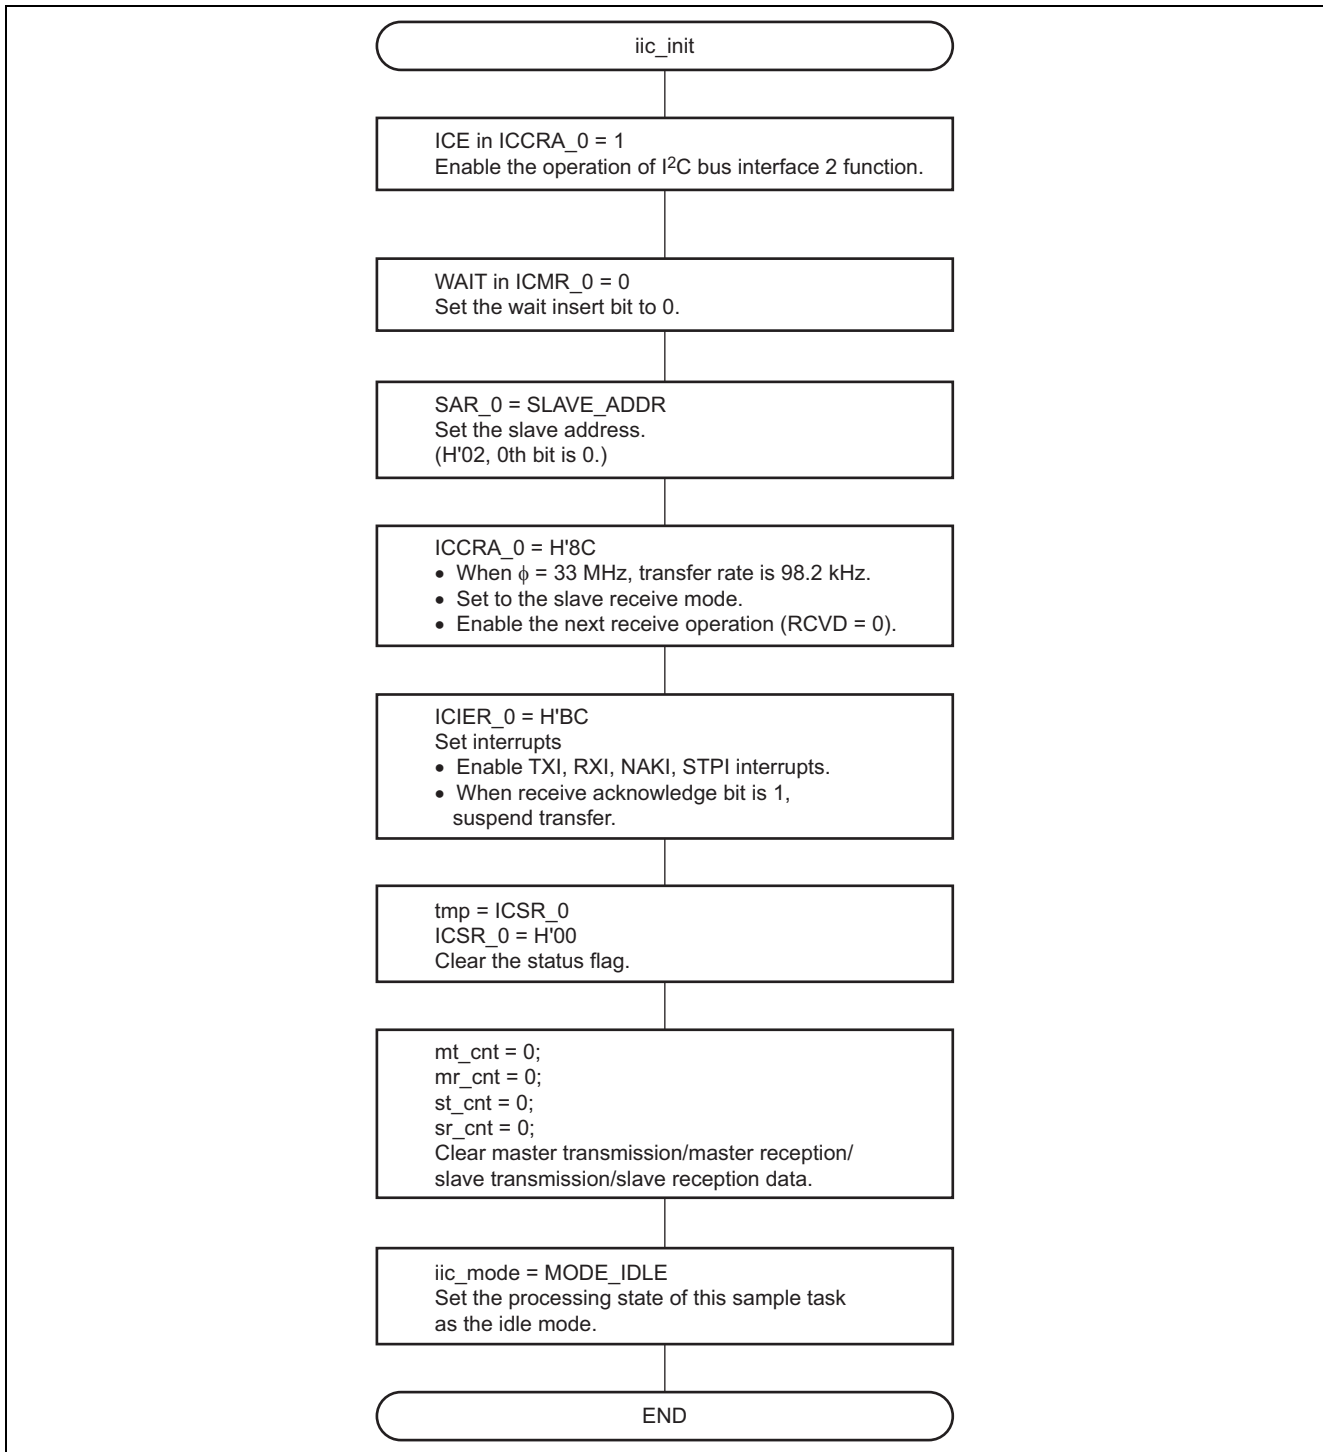 iic_init
ICE in ICCRA_0 = 1
Enable the operation of I²C bus interface 2 function.
WAIT in ICMR_0 = 0
Set the wait insert bit to 0.
SAR_0 = SLAVE_ADDR
Set the slave address.
(H'02, 0th bit is 0.)
ICCRA_0 = H'8C
• When ϕ = 33 MHz, transfer rate is 98.2 kHz.
• Set to the slave receive mode.
• Enable the next receive operation (RCVD = 0).
ICIER_0 = H'BC
Set interrupts
• Enable TXI, RXI, NAKI, STPI interrupts.
• When receive acknowledge bit is 1,
suspend transfer.
tmp = ICSR_0
ICSR_0 = H'00
Clear the status flag.
mt_cnt = 0;
mr_cnt = 0;
st_cnt = 0;
sr_cnt = 0;
Clear master transmission/master reception/
slave transmission/slave reception data.
iic_mode = MODE_IDLE
Set the processing state of this sample task
as the idle mode.
END